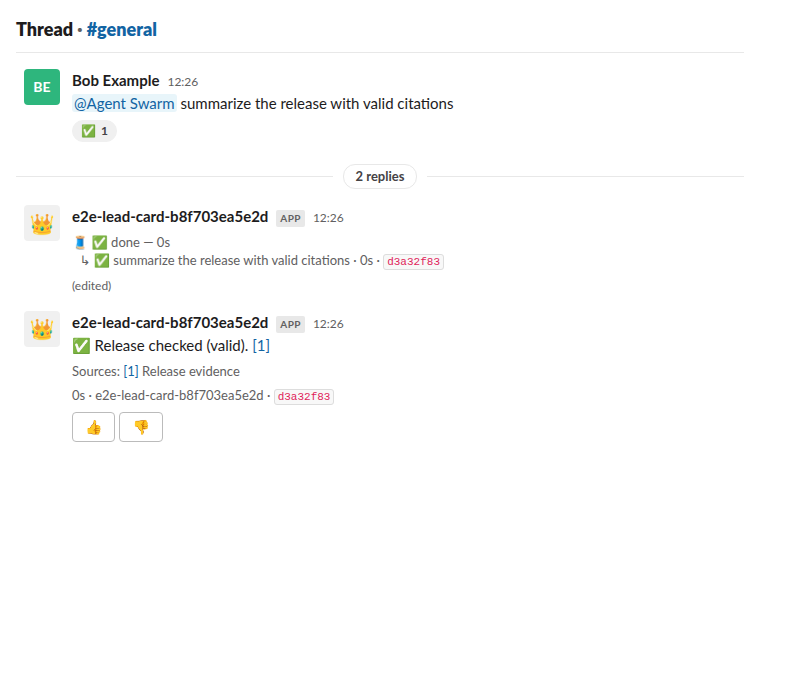 Thread • #general
BE
Bob Example 12:26
@Agent Swarm summarize the release with valid citations
✅ 1
2 replies
e2e-lead-card-b8f703ea5e2d APP 12:26
🧵 ✅ done — 0s
↳ ✅ summarize the release with valid citations · 0s · d3a32f83
(edited)
e2e-lead-card-b8f703ea5e2d APP 12:26
✅ Release checked (valid). [1]
Sources: [1] Release evidence
0s · e2e-lead-card-b8f703ea5e2d · d3a32f83
👍 👎